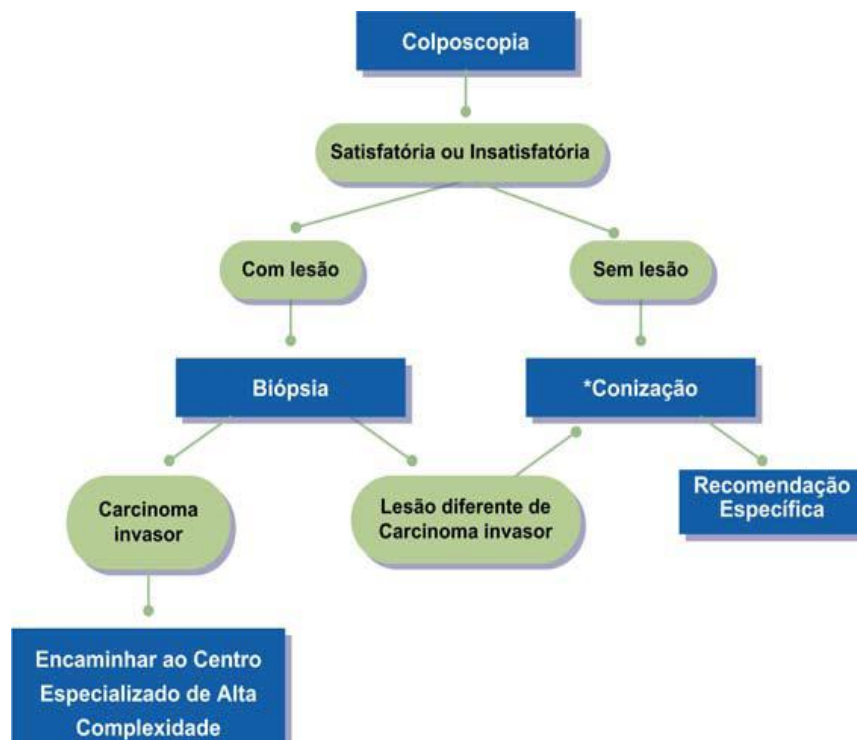 Colposcopia
Satisfatória ou Insatisfatória
Com lesão
Sem lesão
Biópsia
*Conização
Carcinoma
invasor
Lesão diferente de
Carcinoma invasor
Recomendação
Específica
Encaminhar ao Centro
Especializado de Alta
Complexidade